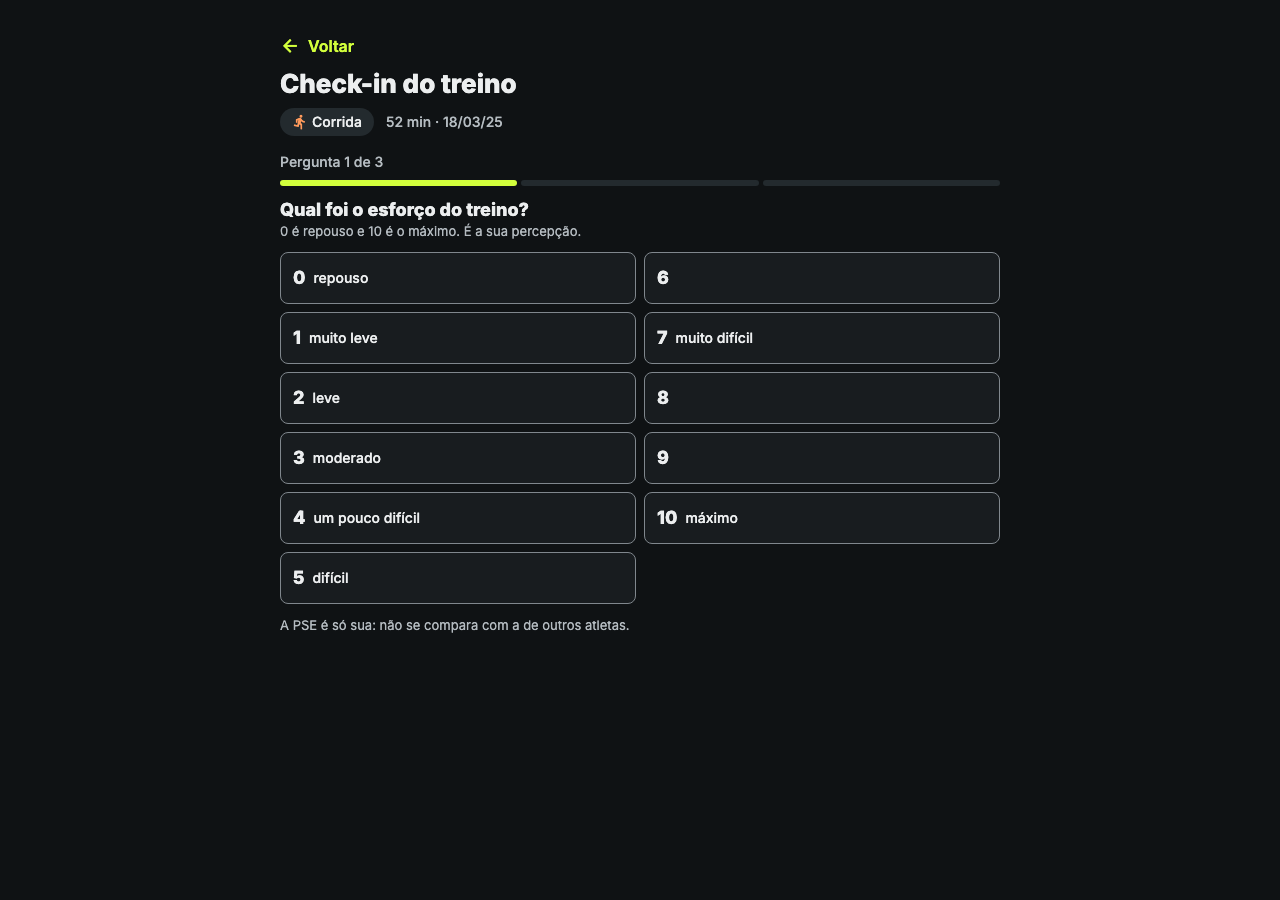 Voltar
Check-in do treino
Corrida 52 min · 18/03/25
Pergunta 1 de 3
Qual foi o esforço do treino?
0 é repouso e 10 é o máximo. É a sua percepção.
0 repouso
1 muito leve
2 leve
3 moderado
4 um pouco difícil
5 difícil
6
7 muito difícil
8
9
10 máximo
A PSE é só sua: não se compara com a de outros atletas.